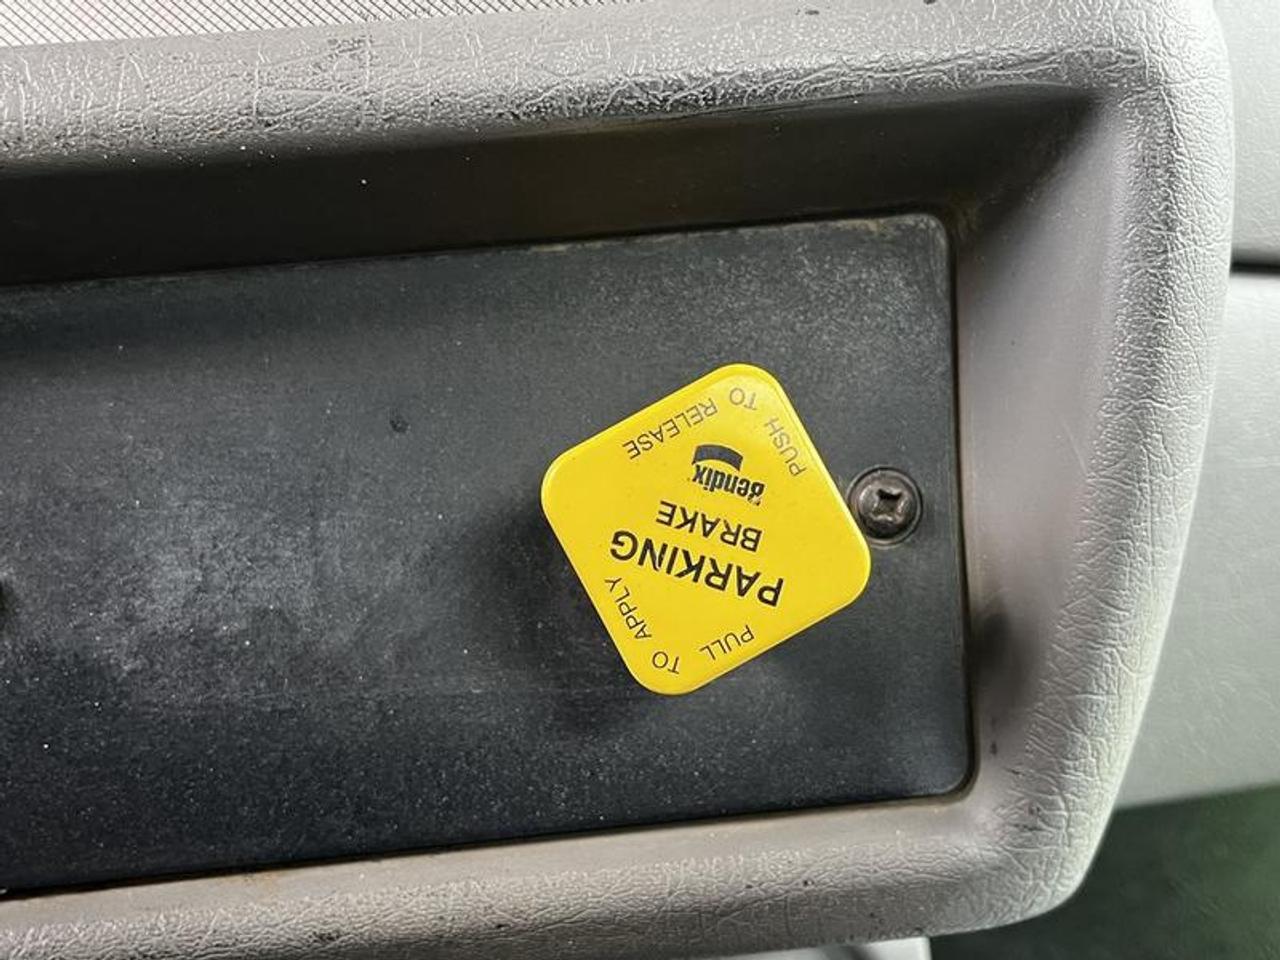 PULL
TO APPLY
PARKING
BRAKE
Bendix
PUSH TO RELEASE